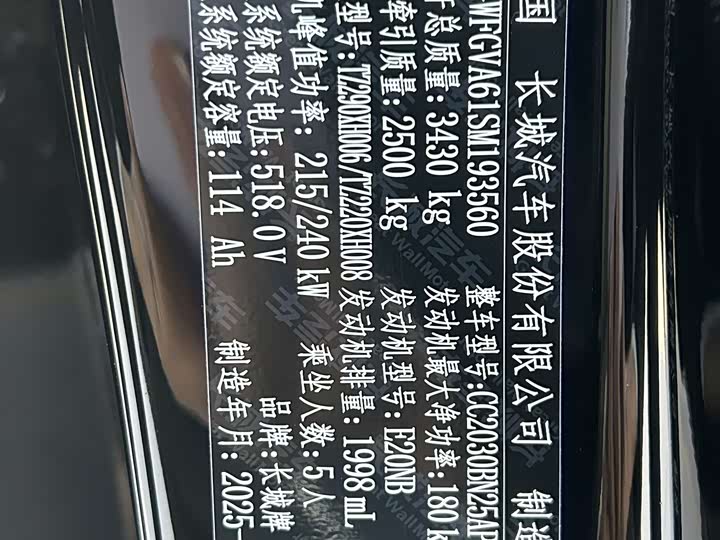 国 长城汽车股份有限公司 制造
WFGVA61SM193560 整车型号:CC2030BN25AP
总质量: 3430 kg 发动机最大净功率: 180 k
牵引质量: 2500 kg 发动机型号: E20NB
型号: TZ290XH006/TZ220XH008 发动机排量: 1998 mL
机峰值功率: 215/240 kW 乘坐人数: 5人
系统额定电压:518.0V 品牌:长城牌
系统额定容量:114 Ah 制造年月: 2025-